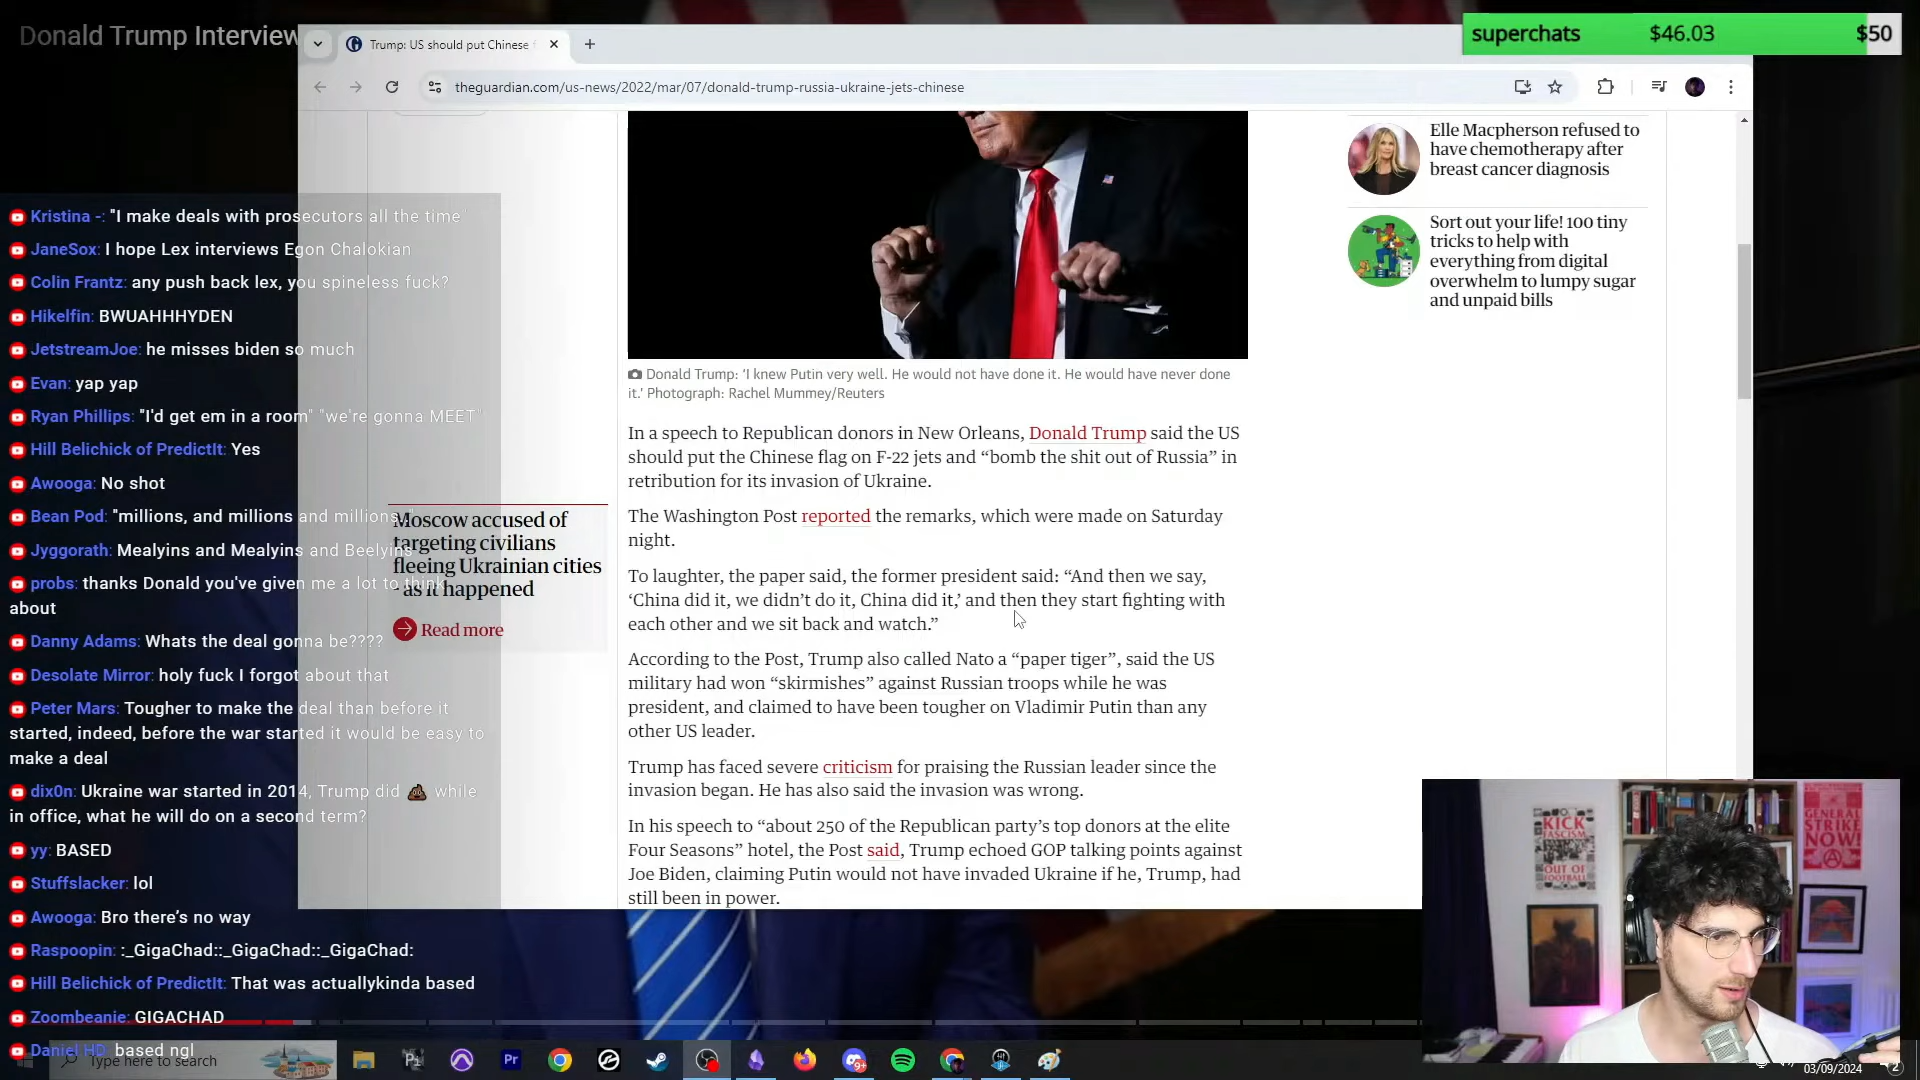 Donald Trump Interview
Trump: US should put Chinese f
superchats $46.03 $50
theguardian.com/us-news/2022/mar/07/donald-trump-russia-ukraine-jets-chinese
Elle Macpherson refused to
have chemotherapy after
breast cancer diagnosis
Sort out your life! 100 tiny
tricks to help with
everything from digital
overwhelm to lumpy sugar
and unpaid bills
Kristina -: "I make deals with prosecutors all the time"
JaneSox: I hope Lex interviews Egon Chalokian
Colin Frantz: any push back lex, you spineless fuck?
Hikelfin: BWUAHHHYDEN
JetstreamJoe: he misses biden so much
Evan: yap yap
Ryan Phillips: "I'd get em in a room" "we're gonna MEET"
Hill Belichick of PredictIt: Yes
Awooga: No shot
Bean Pod: "millions, and millions and millions..."
Jyggorath: Mealyins and Mealyins and Beelyins
probs: thanks Donald you've given me a lot to think
about
Danny Adams: Whats the deal gonna be????
Desolate Mirror: holy fuck I forgot about that
Peter Mars: Tougher to make the deal than before it
started, indeed, before the war started it would be easy to
make a deal
dix0n: Ukraine war started in 2014, Trump did 💩 while
in office, what he will do on a second term?
yy: BASED
Stuffslacker: lol
Awooga: Bro there's no way
Raspoopin: :_GigaChad::_GigaChad::_GigaChad:
Hill Belichick of PredictIt: That was actuallykinda based
Zoombeanie: GIGACHAD
Daniel HD: based ngl
Moscow accused of
targeting civilians
fleeing Ukrainian cities
- as it happened
Read more
Donald Trump: ‘I knew Putin very well. He would not have done it. He would have never done
it.’ Photograph: Rachel Mummey/Reuters
In a speech to Republican donors in New Orleans, Donald Trump said the US
should put the Chinese flag on F-22 jets and “bomb the shit out of Russia” in
retribution for its invasion of Ukraine.
The Washington Post reported the remarks, which were made on Saturday
night.
To laughter, the paper said, the former president said: “And then we say,
‘China did it, we didn’t do it, China did it,’ and then they start fighting with
each other and we sit back and watch.”
According to the Post, Trump also called Nato a “paper tiger”, said the US
military had won “skirmishes” against Russian troops while he was
president, and claimed to have been tougher on Vladimir Putin than any
other US leader.
Trump has faced severe criticism for praising the Russian leader since the
invasion began. He has also said the invasion was wrong.
In his speech to “about 250 of the Republican party’s top donors at the elite
Four Seasons” hotel, the Post said, Trump echoed GOP talking points against
Joe Biden, claiming Putin would not have invaded Ukraine if he, Trump, had
still been in power.
KICK
FASCISM
OUT OF
FOOTBALL
GENERAL
STRIKE
NOW!
Type here to search
Pr
9+
03/09/2024
2